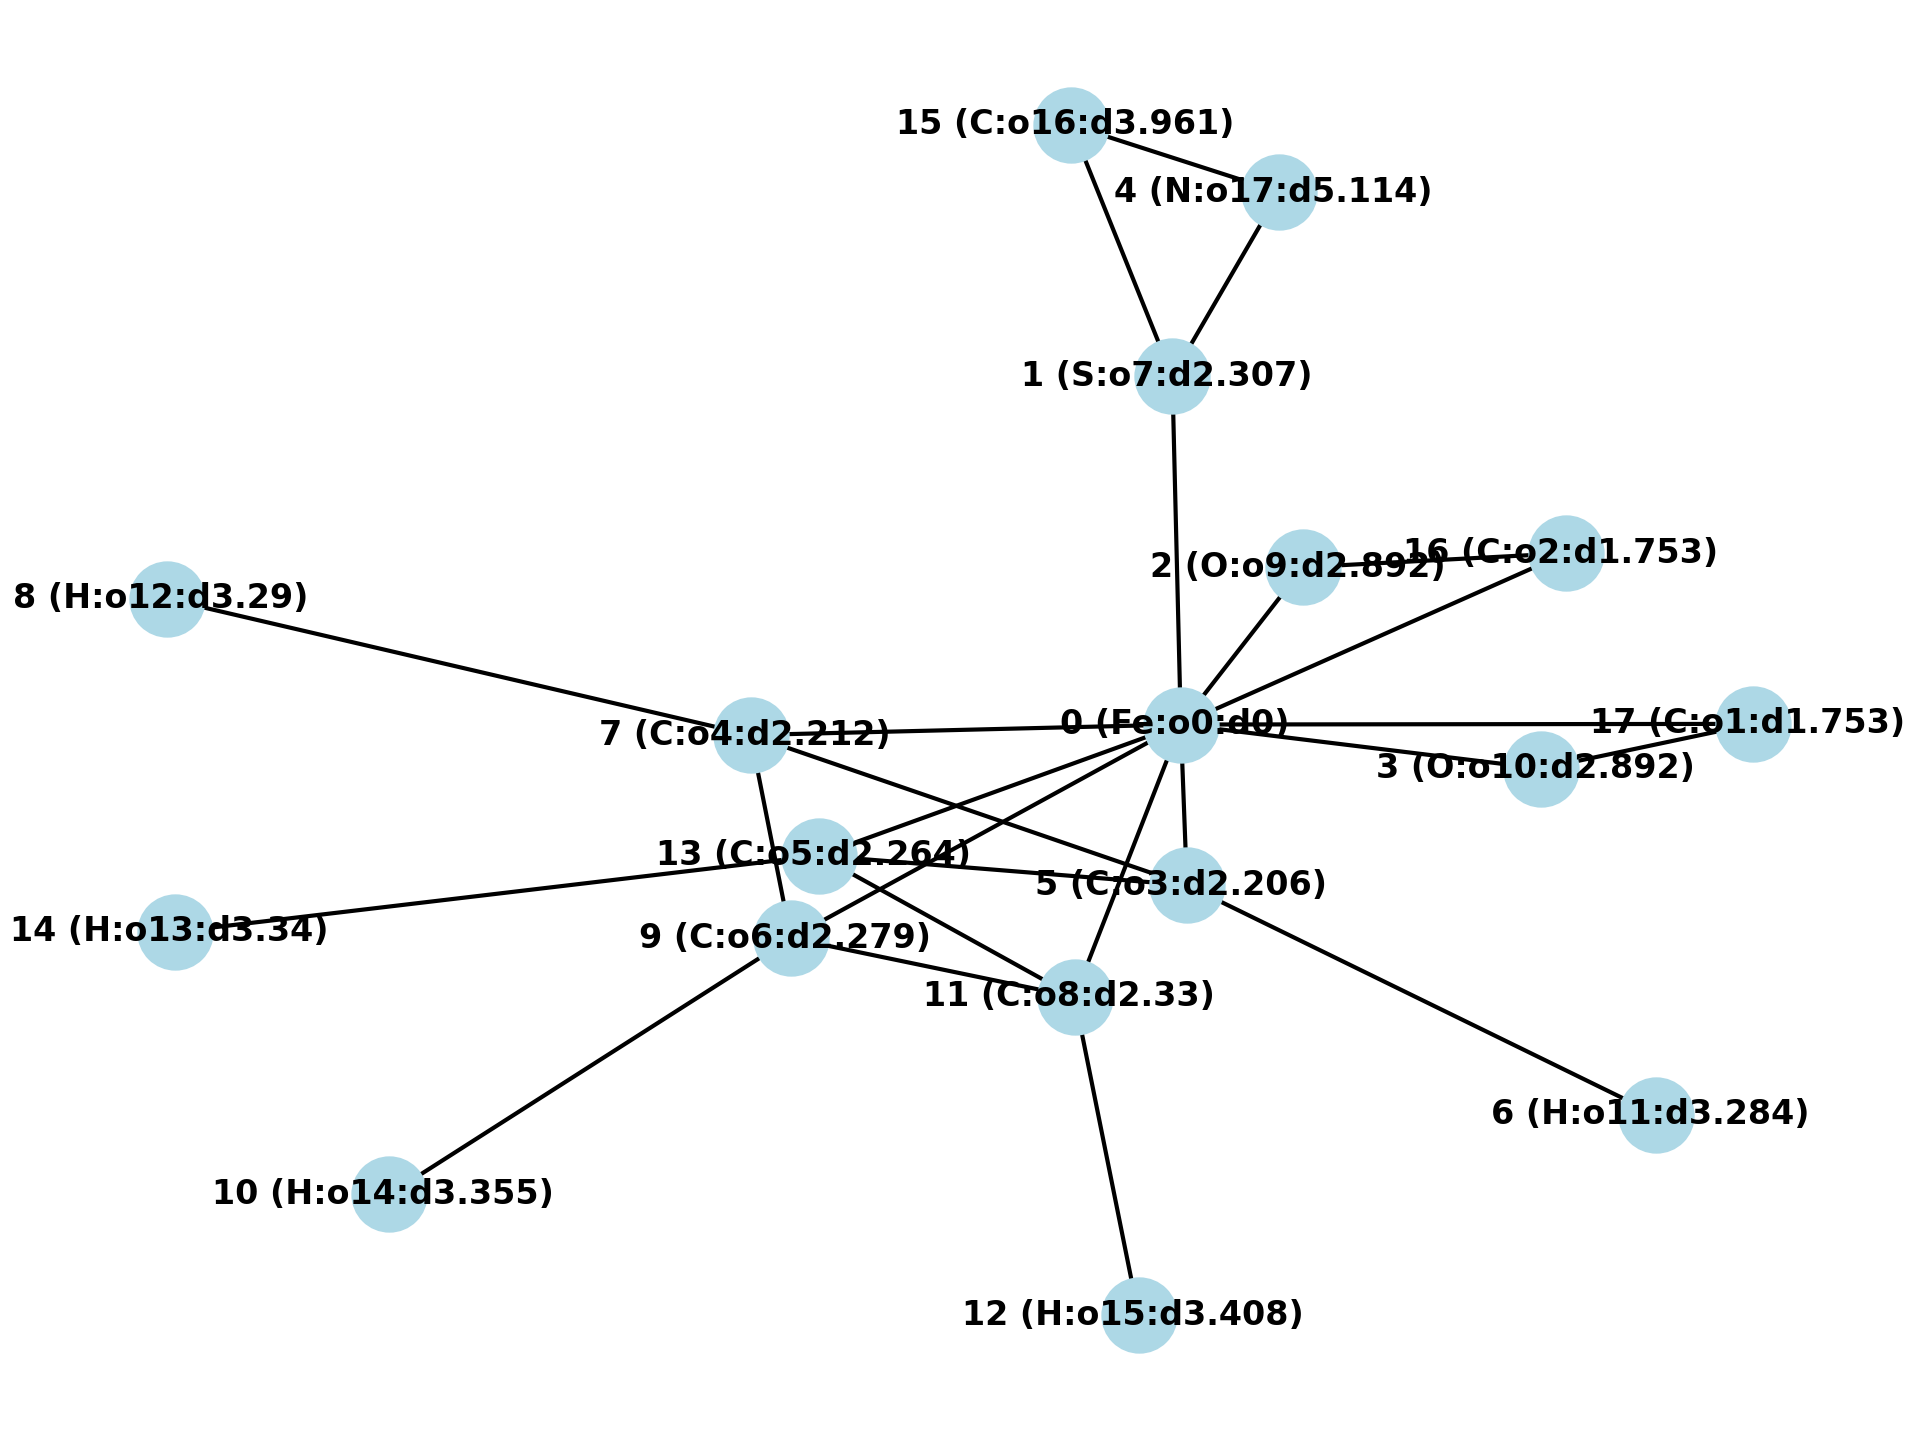 15 (C:o16:d3.961)
4 (N:o17:d5.114)
1 (S:o7:d2.307)
16 (C:o2:d1.753)
2 (O:o9:d2.892)
8 (H:o12:d3.29)
0 (Fe:o0:d0)
17 (C:o1:d1.753)
7 (C:o4:d2.212)
3 (O:o10:d2.892)
13 (C:o5:d2.264)
5 (C:o3:d2.206)
14 (H:o13:d3.34)
9 (C:o6:d2.279)
11 (C:o8:d2.33)
6 (H:o11:d3.284)
10 (H:o14:d3.355)
12 (H:o15:d3.408)